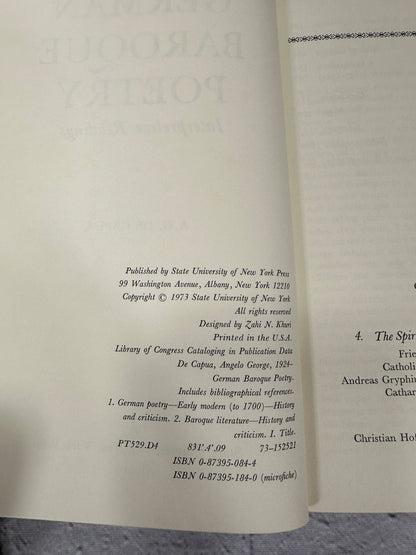 GERMAN
BAROQUE
POETRY
Interpretive Readings
Published by State University of New York Press
99 Washington Avenue, Albany, New York 12210
Copyright © 1973 State University of New York
All rights reserved
Designed by Zahi N. Khuri
Printed in the U.S.A.
Library of Congress Cataloging in Publication Data
De Capua, Angelo George, 1924–
German Baroque Poetry.
Includes bibliographical references.
1. German poetry—Early modern (to 1700)—History
and criticism. 2. Baroque literature—History and
criticism. I. Title.
PT529.D4 831'.4'.09 73-152521
ISBN 0-87395-084-4
ISBN 0-87395-184-0 (microfiche)
4. The Spir
Frie
Catholi
Andreas Gryphi
Cathar
Christian Hof